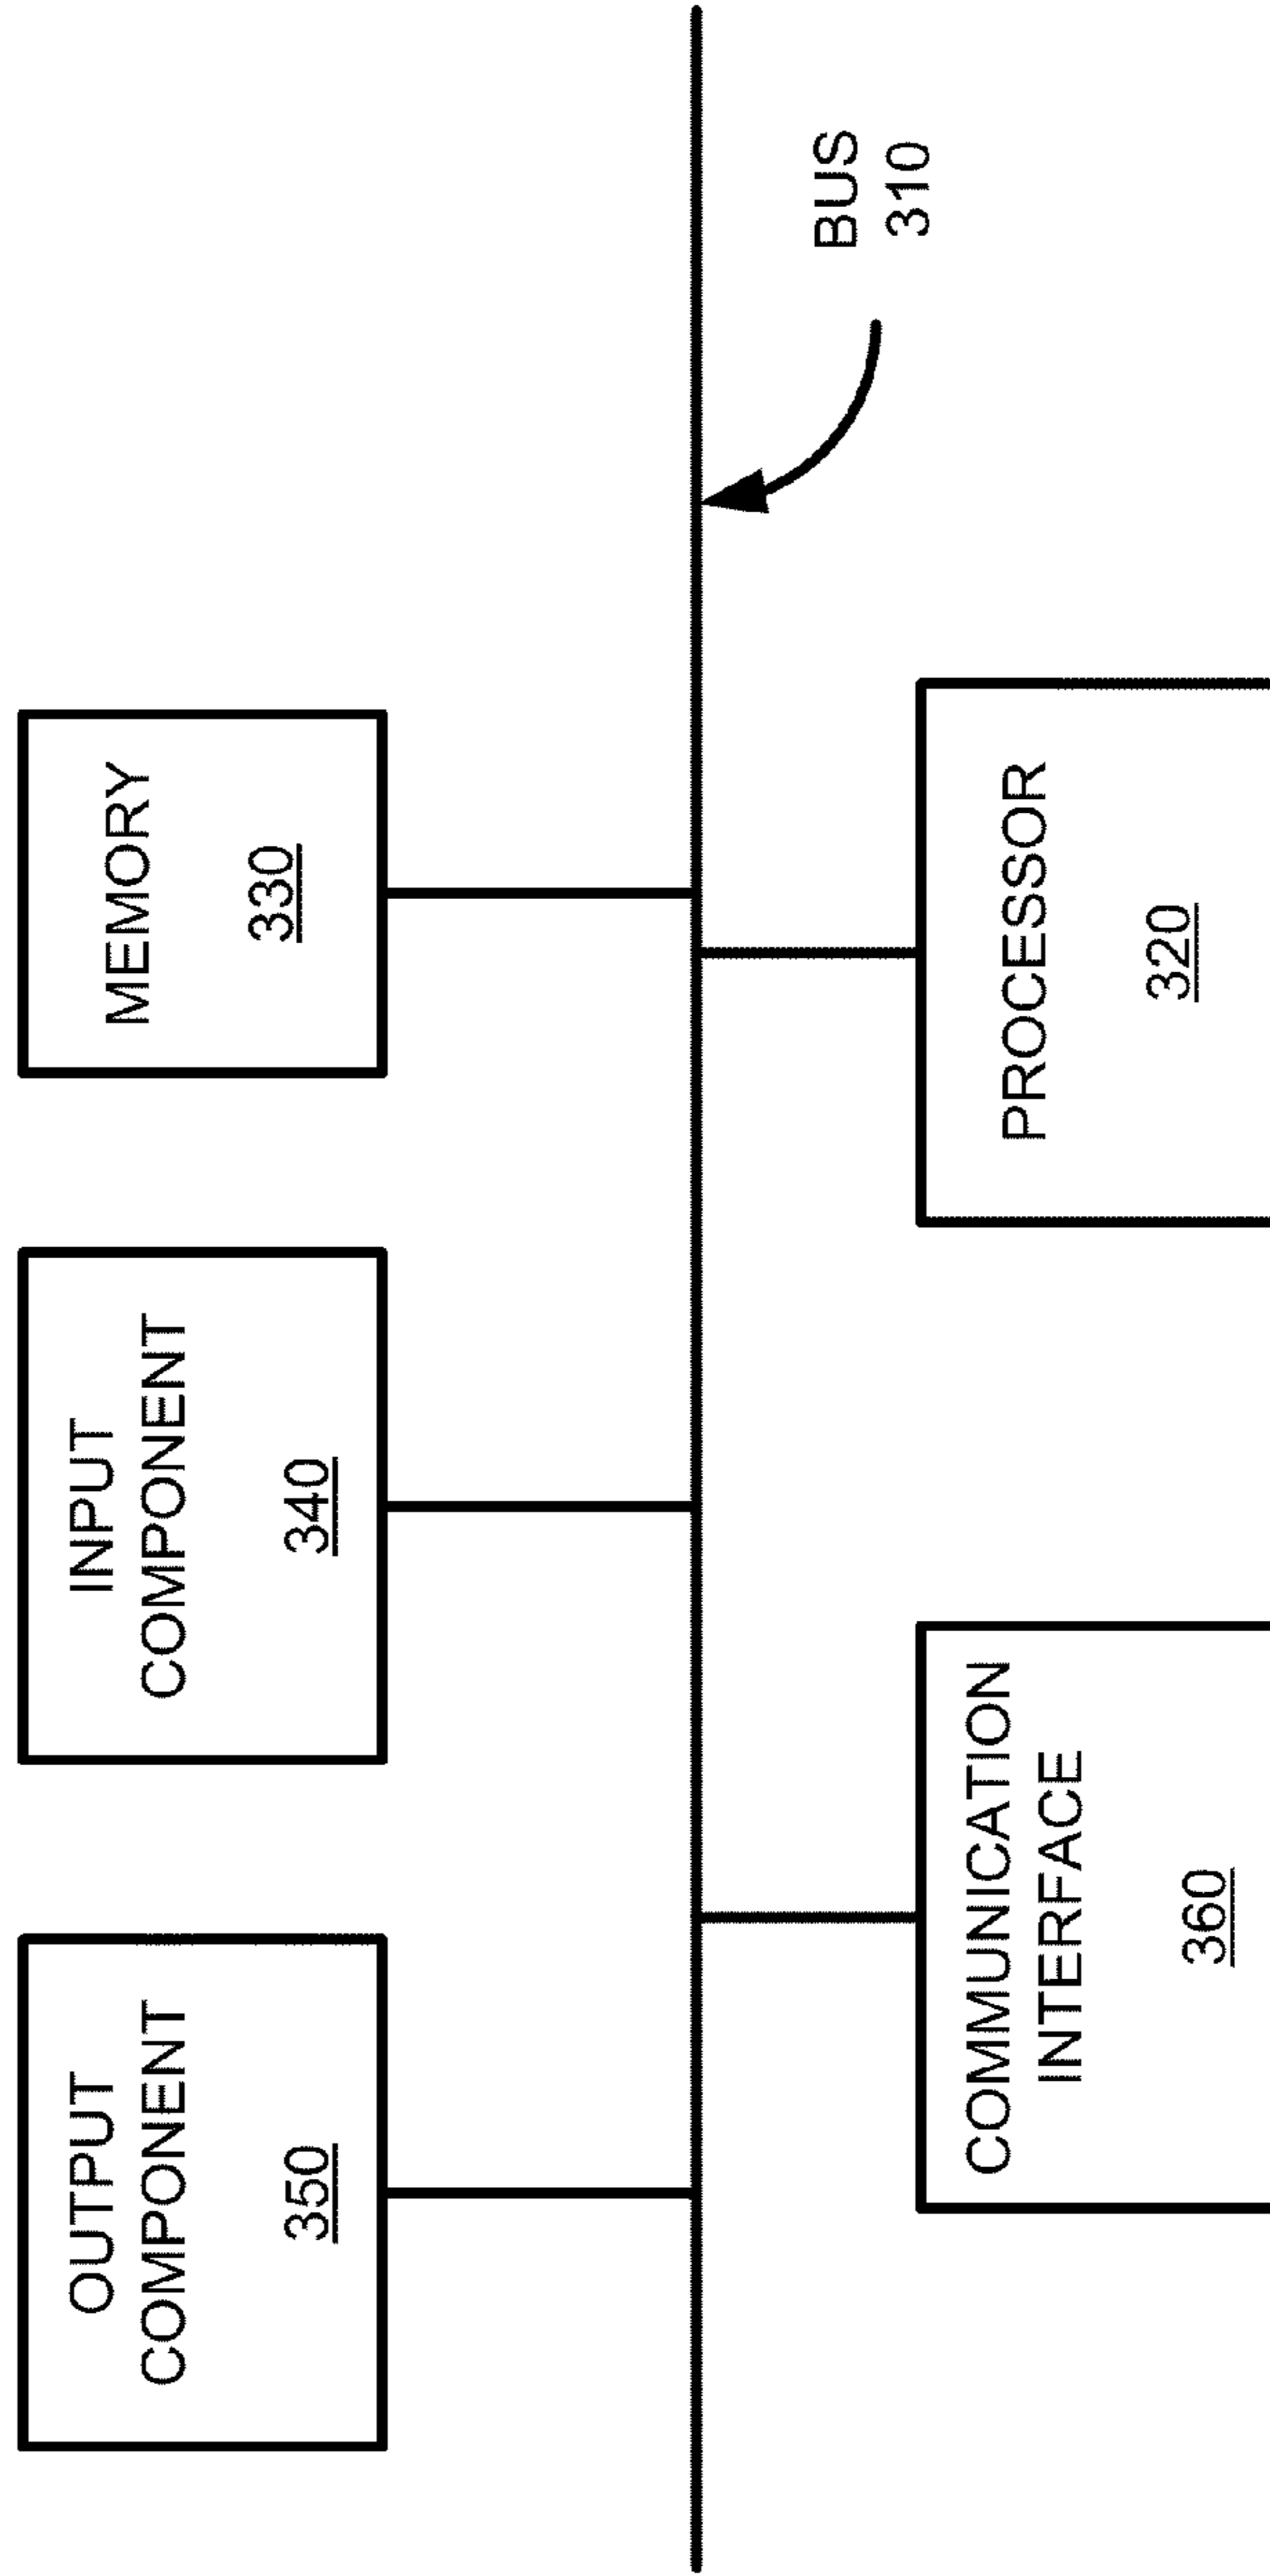 OUTPUT
COMPONENT
350
INPUT
COMPONENT
340
MEMORY
330
BUS
310
COMMUNICATION
INTERFACE
360
PROCESSOR
320